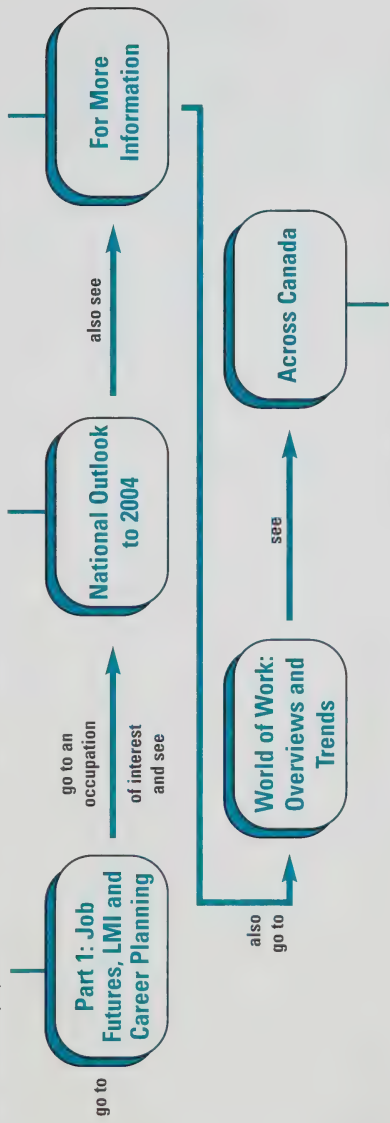 go to
Part 1: Job
Futures, LMI and
Career Planning
go to an
occupation
of interest
and see
National Outlook
to 2004
also see
For More
Information
also
go to
World of Work:
Overviews and
Trends
see
Across Canada